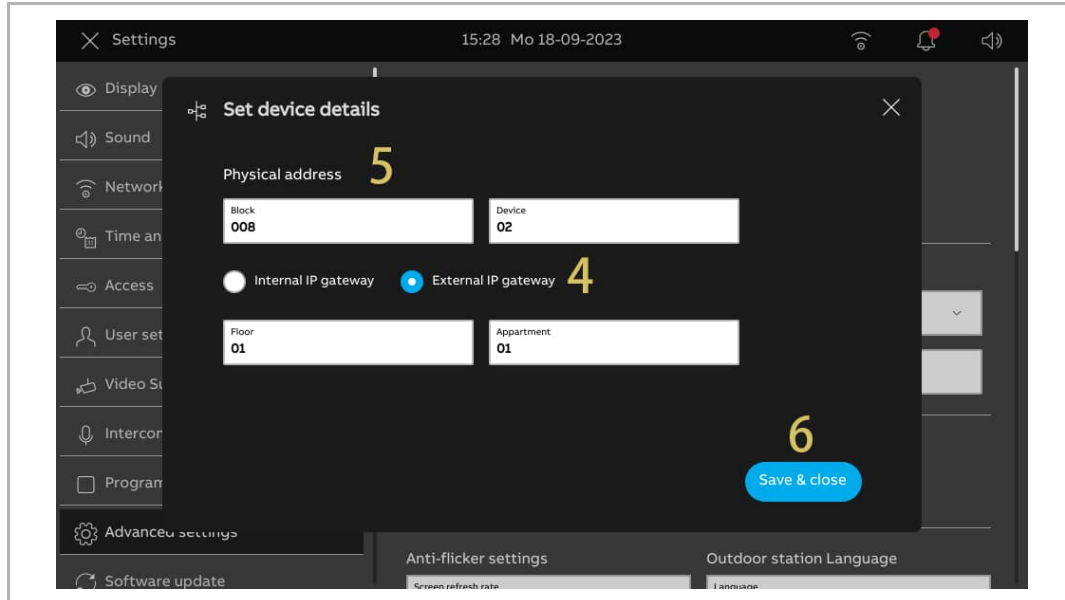 Settings
15:28 Mo 18-09-2023
Display
Set device details
Sound
Physical address 5
Network
Block
008
Device
02
Time an
Internal IP gateway
External IP gateway 4
Access
User set
Floor
01
Appartment
01
Video Su
Intercon
6
Program
Save & close
Advanced settings
Anti-flicker settings
Outdoor station Language
Software update
Screen refresh rate
Language